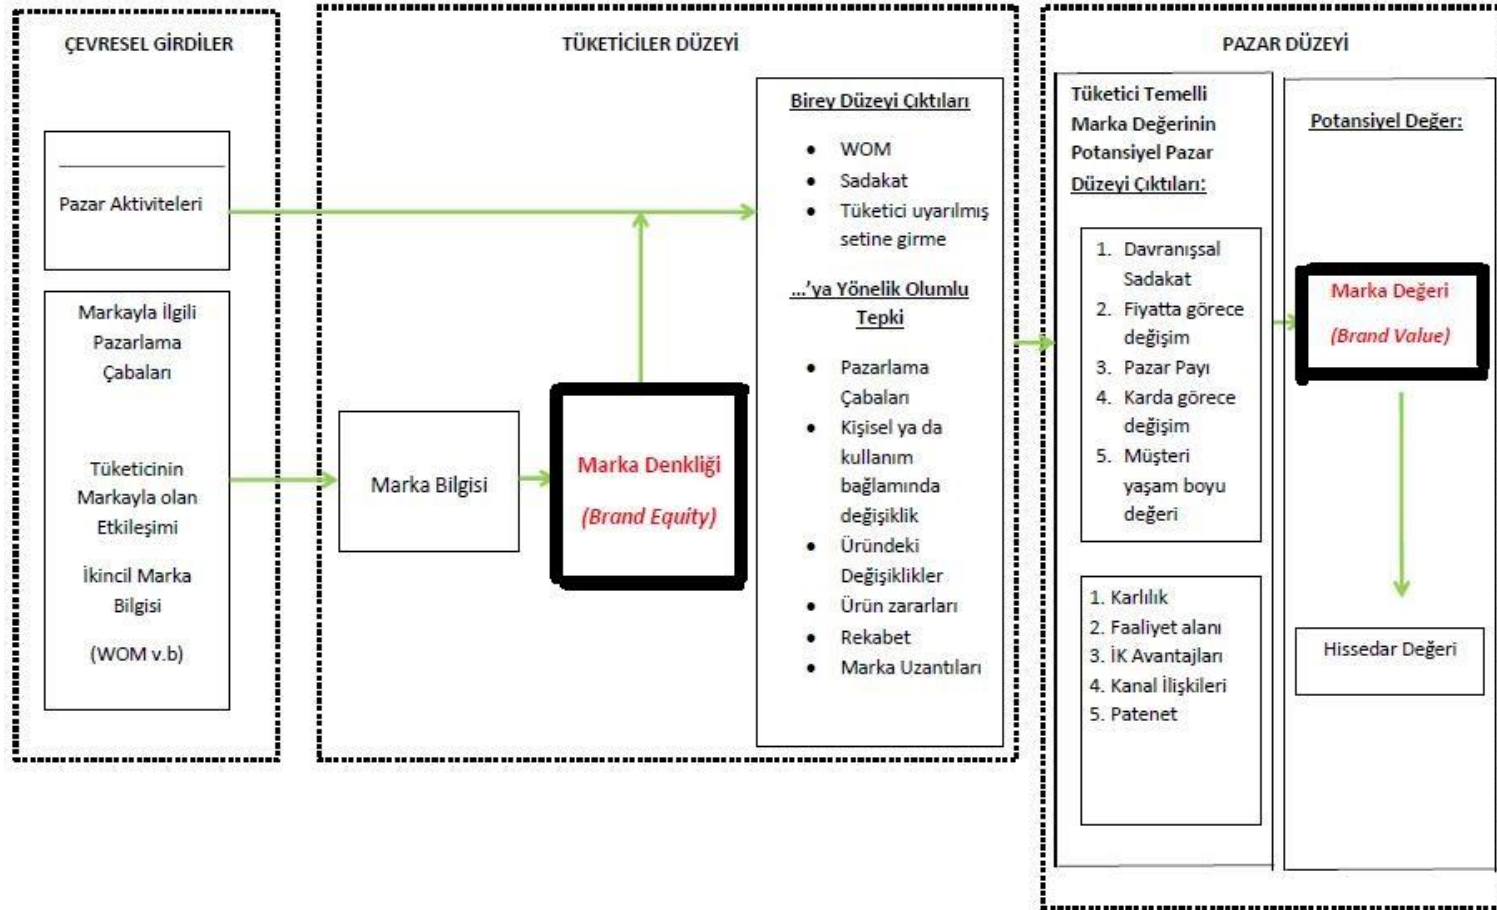 ÇEVRESEL GİRDİLER
Pazar Aktiviteleri
Markayla İlgili
Pazarlama
Çabaları
Tüketicinin
Markayla olan
Etkileşimi
İkincil Marka
Bilgisi
(WOM v.b)
TÜKETİCİLER DÜZEYİ
Marka Bilgisi
Marka Denkliği
(Brand Equity)
Birey Düzeyi Çıktıları
• WOM
• Sadakat
• Tüketici uyarılmış
setine girme
...'ya Yönelik Olumlu
Tepki
• Pazarlama
Çabaları
• Kişisel ya da
kullanım
bağlamında
değişiklik
• Üründeki
Değişiklikler
• Ürün zararları
• Rekabet
• Marka Uzantıları
PAZAR DÜZEYİ
Tüketici Temelli
Marka Değerinin
Potansiyel Pazar
Düzeyi Çıktıları:
1. Davranışsal
Sadakat
2. Fiyatta görece
değişim
3. Pazar Payı
4. Karda görece
değişim
5. Müşteri
yaşam boyu
değeri
1. Karlılık
2. Faaliyet alanı
3. İK Avantajları
4. Kanal İlişkileri
5. Patenet
Potansiyel Değer:
Marka Değeri
(Brand Value)
Hissedar Değeri